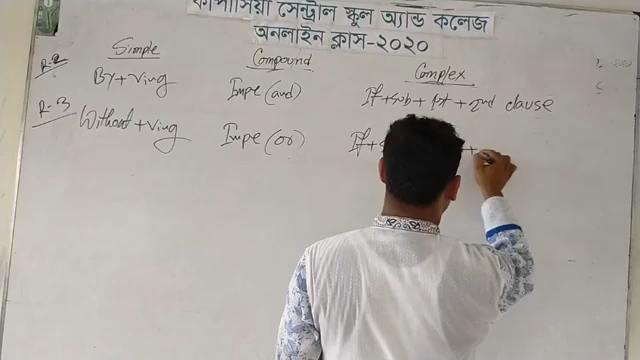 কাপাসিয়া সেন্ট্রাল স্কুল অ্যান্ড কলেজ
অনলাইন ক্লাস-২০২০
Simple Compound Complex
R-2 By + Ving Impe (and) If + sub + 1st + 2nd clause
R-3 Without + Ving Impe (or) If +